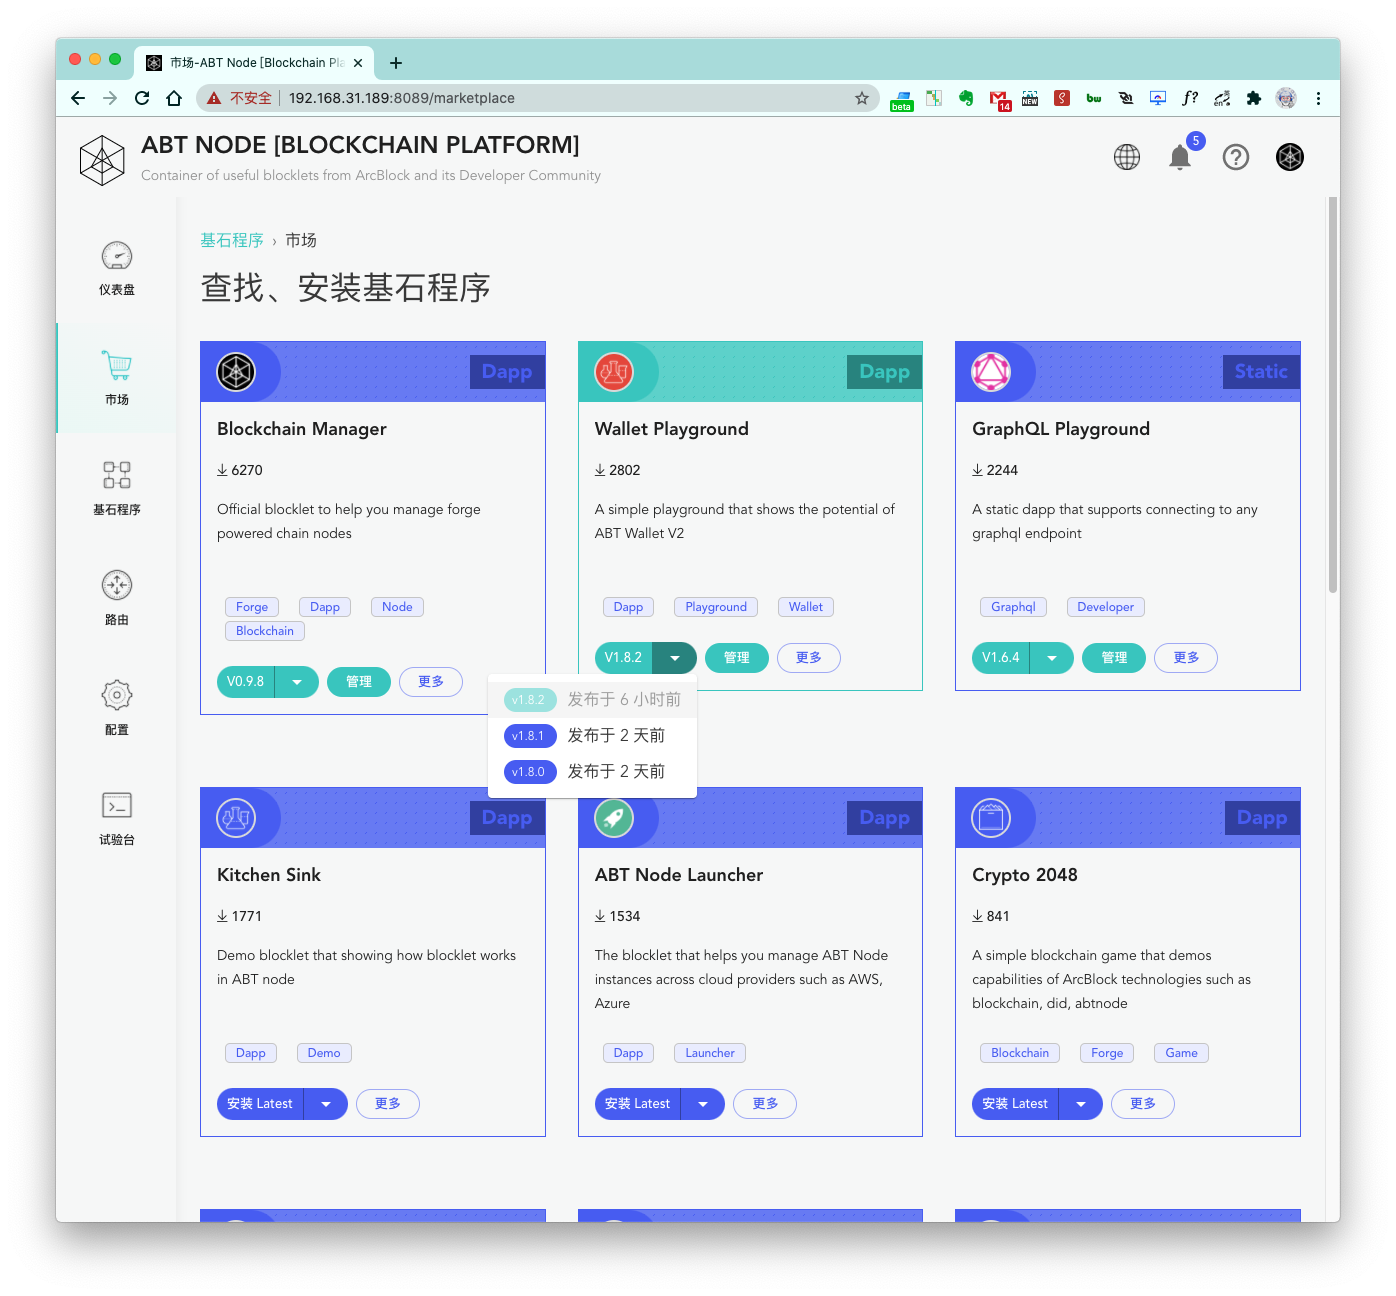 市场-ABT Node [Blockchain Pla
不安全
192.168.31.189:8089/marketplace
beta
14
NEW
bw
f?
ABT NODE [BLOCKCHAIN PLATFORM]
Container of useful blocklets from ArcBlock and its Developer Community
5
仪表盘
市场
基石程序
路由
配置
试验台
基石程序 › 市场
查找、安装基石程序
Dapp
Blockchain Manager
6270
Official blocklet to help you manage forge
powered chain nodes
Forge Dapp Node
Blockchain
V0.9.8 管理 更多
Dapp
Wallet Playground
2802
A simple playground that shows the potential of
ABT Wallet V2
Dapp Playground Wallet
V1.8.2 管理 更多
v1.8.2 发布于 6 小时前
v1.8.1 发布于 2 天前
v1.8.0 发布于 2 天前
Static
GraphQL Playground
2244
A static dapp that supports connecting to any
graphql endpoint
Graphql Developer
V1.6.4 管理 更多
Dapp
Kitchen Sink
1771
Demo blocklet that showing how blocklet works
in ABT node
Dapp Demo
安装 Latest 更多
Dapp
ABT Node Launcher
1534
The blocklet that helps you manage ABT Node
instances across cloud providers such as AWS,
Azure
Dapp Launcher
安装 Latest 更多
Dapp
Crypto 2048
841
A simple blockchain game that demos
capabilities of ArcBlock technologies such as
blockchain, did, abtnode
Blockchain Forge Game
安装 Latest 更多